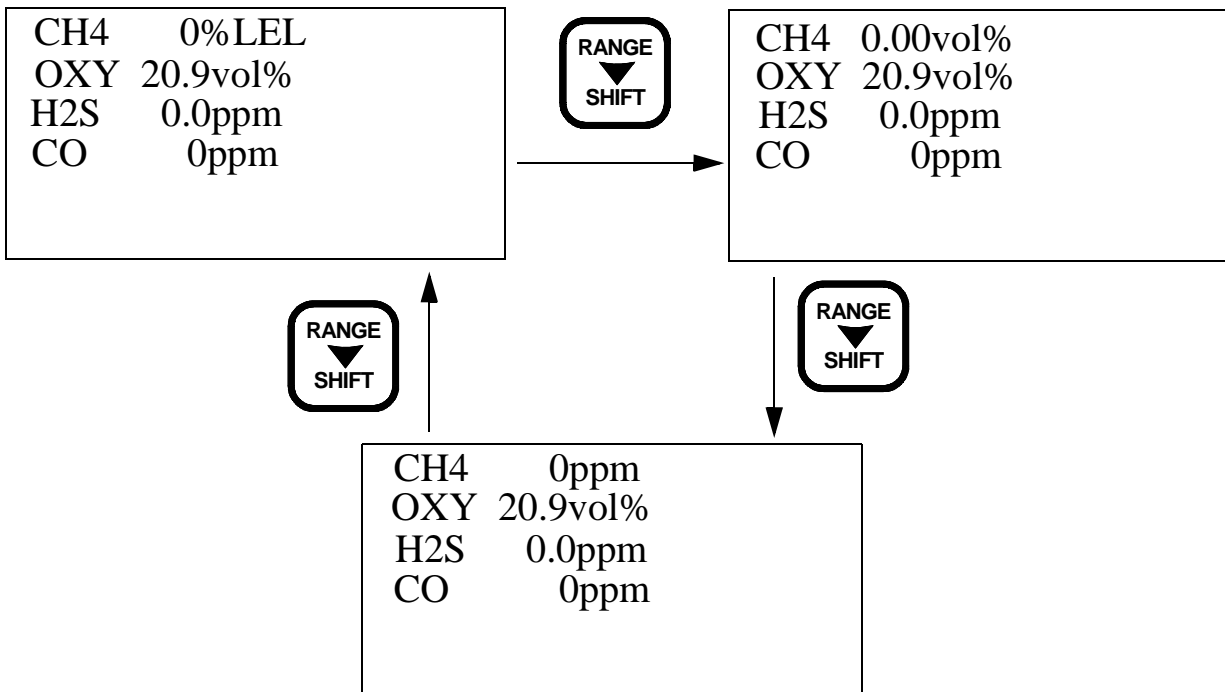 CH4 0%LEL
OXY 20.9vol%
H2S 0.0ppm
CO 0ppm
RANGE
SHIFT
CH4 0.00vol%
OXY 20.9vol%
H2S 0.0ppm
CO 0ppm
RANGE
SHIFT
RANGE
SHIFT
CH4 0ppm
OXY 20.9vol%
H2S 0.0ppm
CO 0ppm